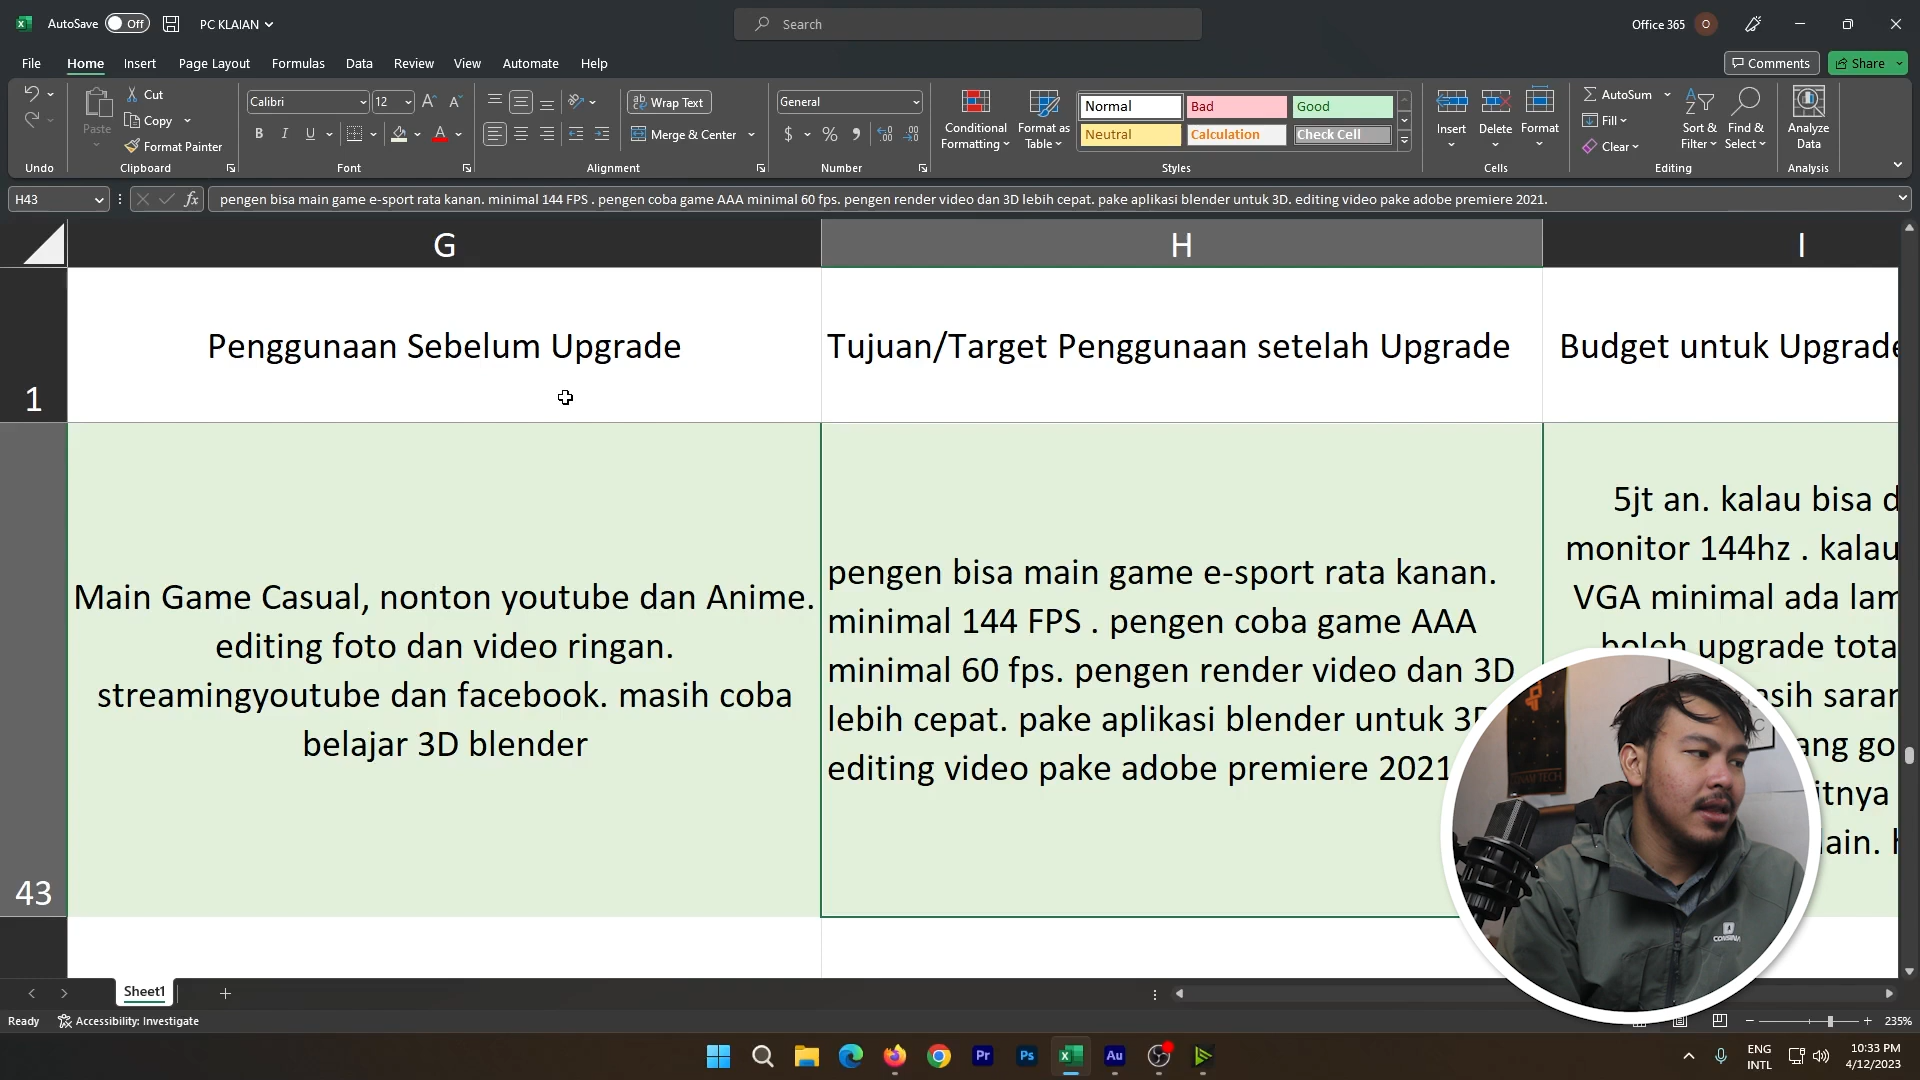 AutoSave Off PC KLAIAN Search Office 365 O
File Home Insert Page Layout Formulas Data Review View Automate Help Comments Share
Paste Cut Copy Format Painter
Calibri 12 Wrap Text Merge & Center General
B I U A $ %
Conditional Formatting Format as Table
Normal Bad Good
Neutral Calculation Check Cell
Insert Delete Format
AutoSum Fill Clear Sort & Filter Find & Select Analyze Data
Undo Clipboard Font Alignment Number Styles Cells Editing Analysis
H43 fx pengen bisa main game e-sport rata kanan. minimal 144 FPS . pengen coba game AAA minimal 60 fps. pengen render video dan 3D lebih cepat. pake aplikasi blender untuk 3D. editing video pake adobe premiere 2021.
G H I
1
Penggunaan Sebelum Upgrade
Tujuan/Target Penggunaan setelah Upgrade
Budget untuk Upgrade
43
Main Game Casual, nonton youtube dan Anime.
editing foto dan video ringan.
streamingyoutube dan facebook. masih coba
belajar 3D blender
pengen bisa main game e-sport rata kanan.
minimal 144 FPS . pengen coba game AAA
minimal 60 fps. pengen render video dan 3D
lebih cepat. pake aplikasi blender untuk
editing video pake adobe premiere 2021
5jt an. kalau bisa
monitor 144hz . kalau
VGA minimal ada
boleh upgrade
CONSINA
Sheet1
Ready Accessibility: Investigate 235%
Pr Ps Au
ENG
INTL
10:33 PM
4/12/2023